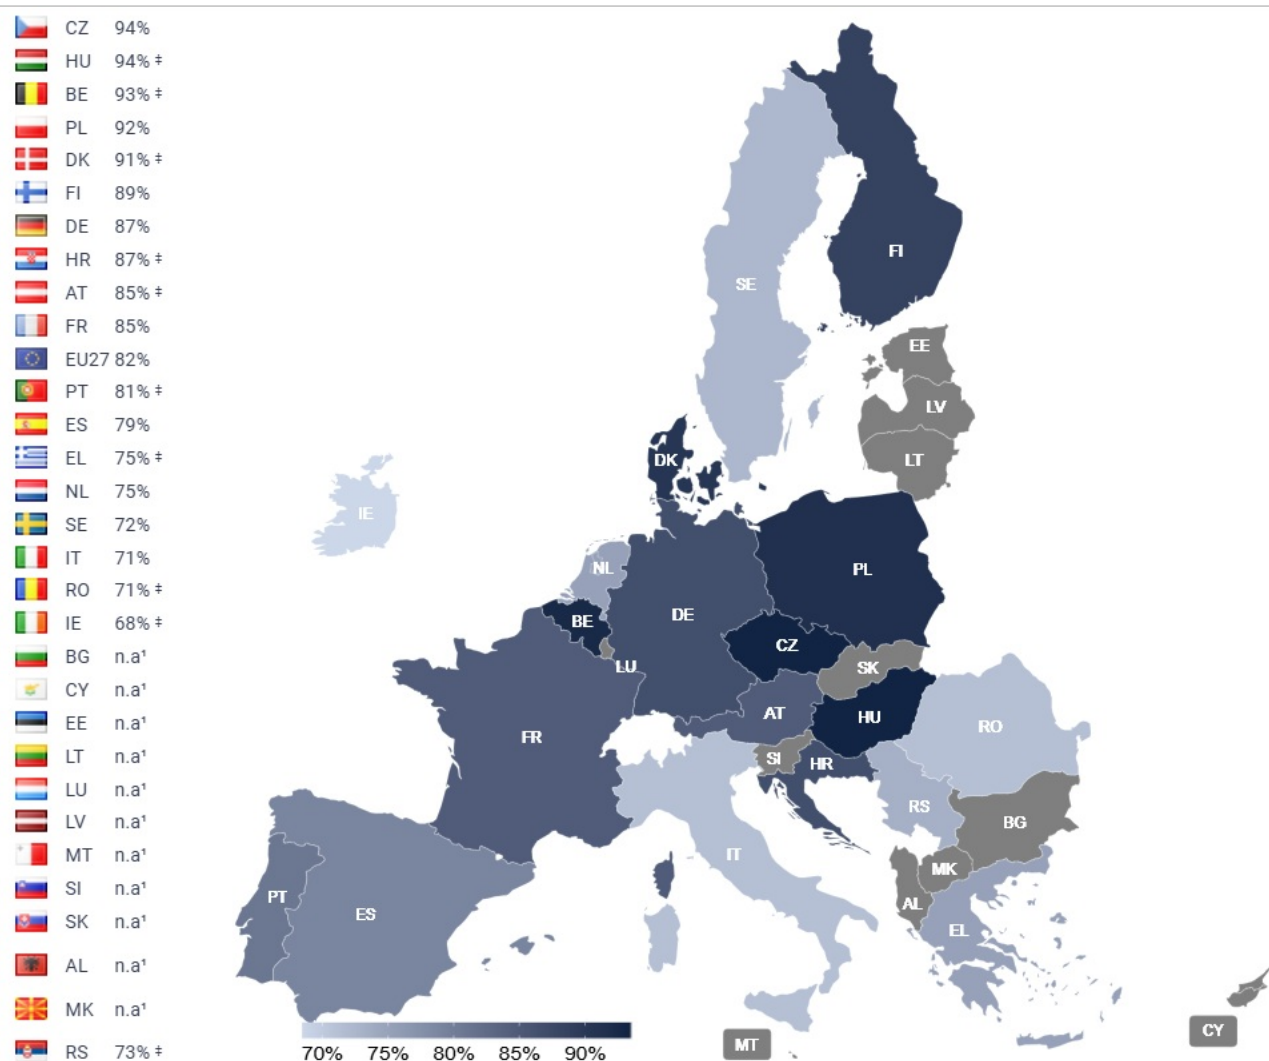 CZ 94%
HU 94% ‡
BE 93% ‡
PL 92%
DK 91% ‡
FI 89%
DE 87%
HR 87% ‡
AT 85% ‡
FR 85%
EU27 82%
PT 81% ‡
ES 79%
EL 75% ‡
NL 75%
SE 72%
IT 71%
RO 71% ‡
IE 68% ‡
BG n.a¹
CY n.a¹
EE n.a¹
LT n.a¹
LU n.a¹
LV n.a¹
MT n.a¹
SI n.a¹
SK n.a¹
AL n.a¹
MK n.a¹
RS 73% ‡
FI
SE
EE
LV
LT
DK
IE
NL
PL
BE
DE
CZ
LU
SK
AT
HU
FR
RO
SI
HR
RS
BG
IT
MK
PT
AL
ES
EL
CY
MT
70% 75% 80% 85% 90%